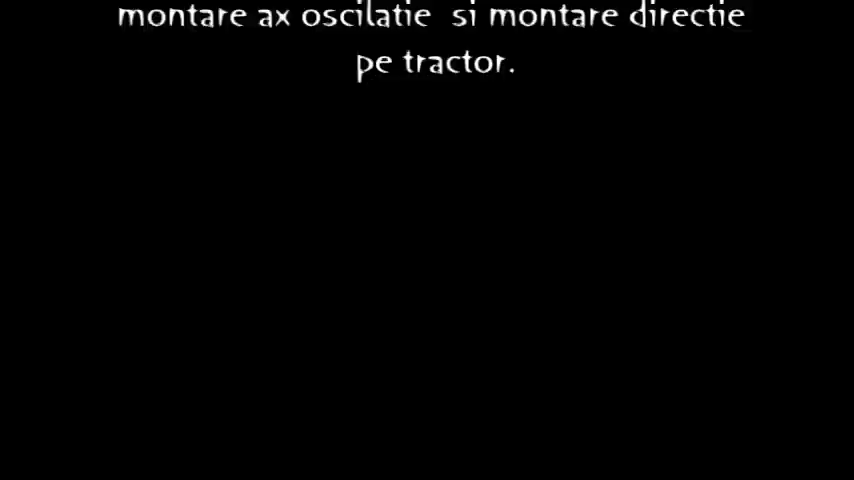 montare ax oscilatie si montare directie
pe tractor.